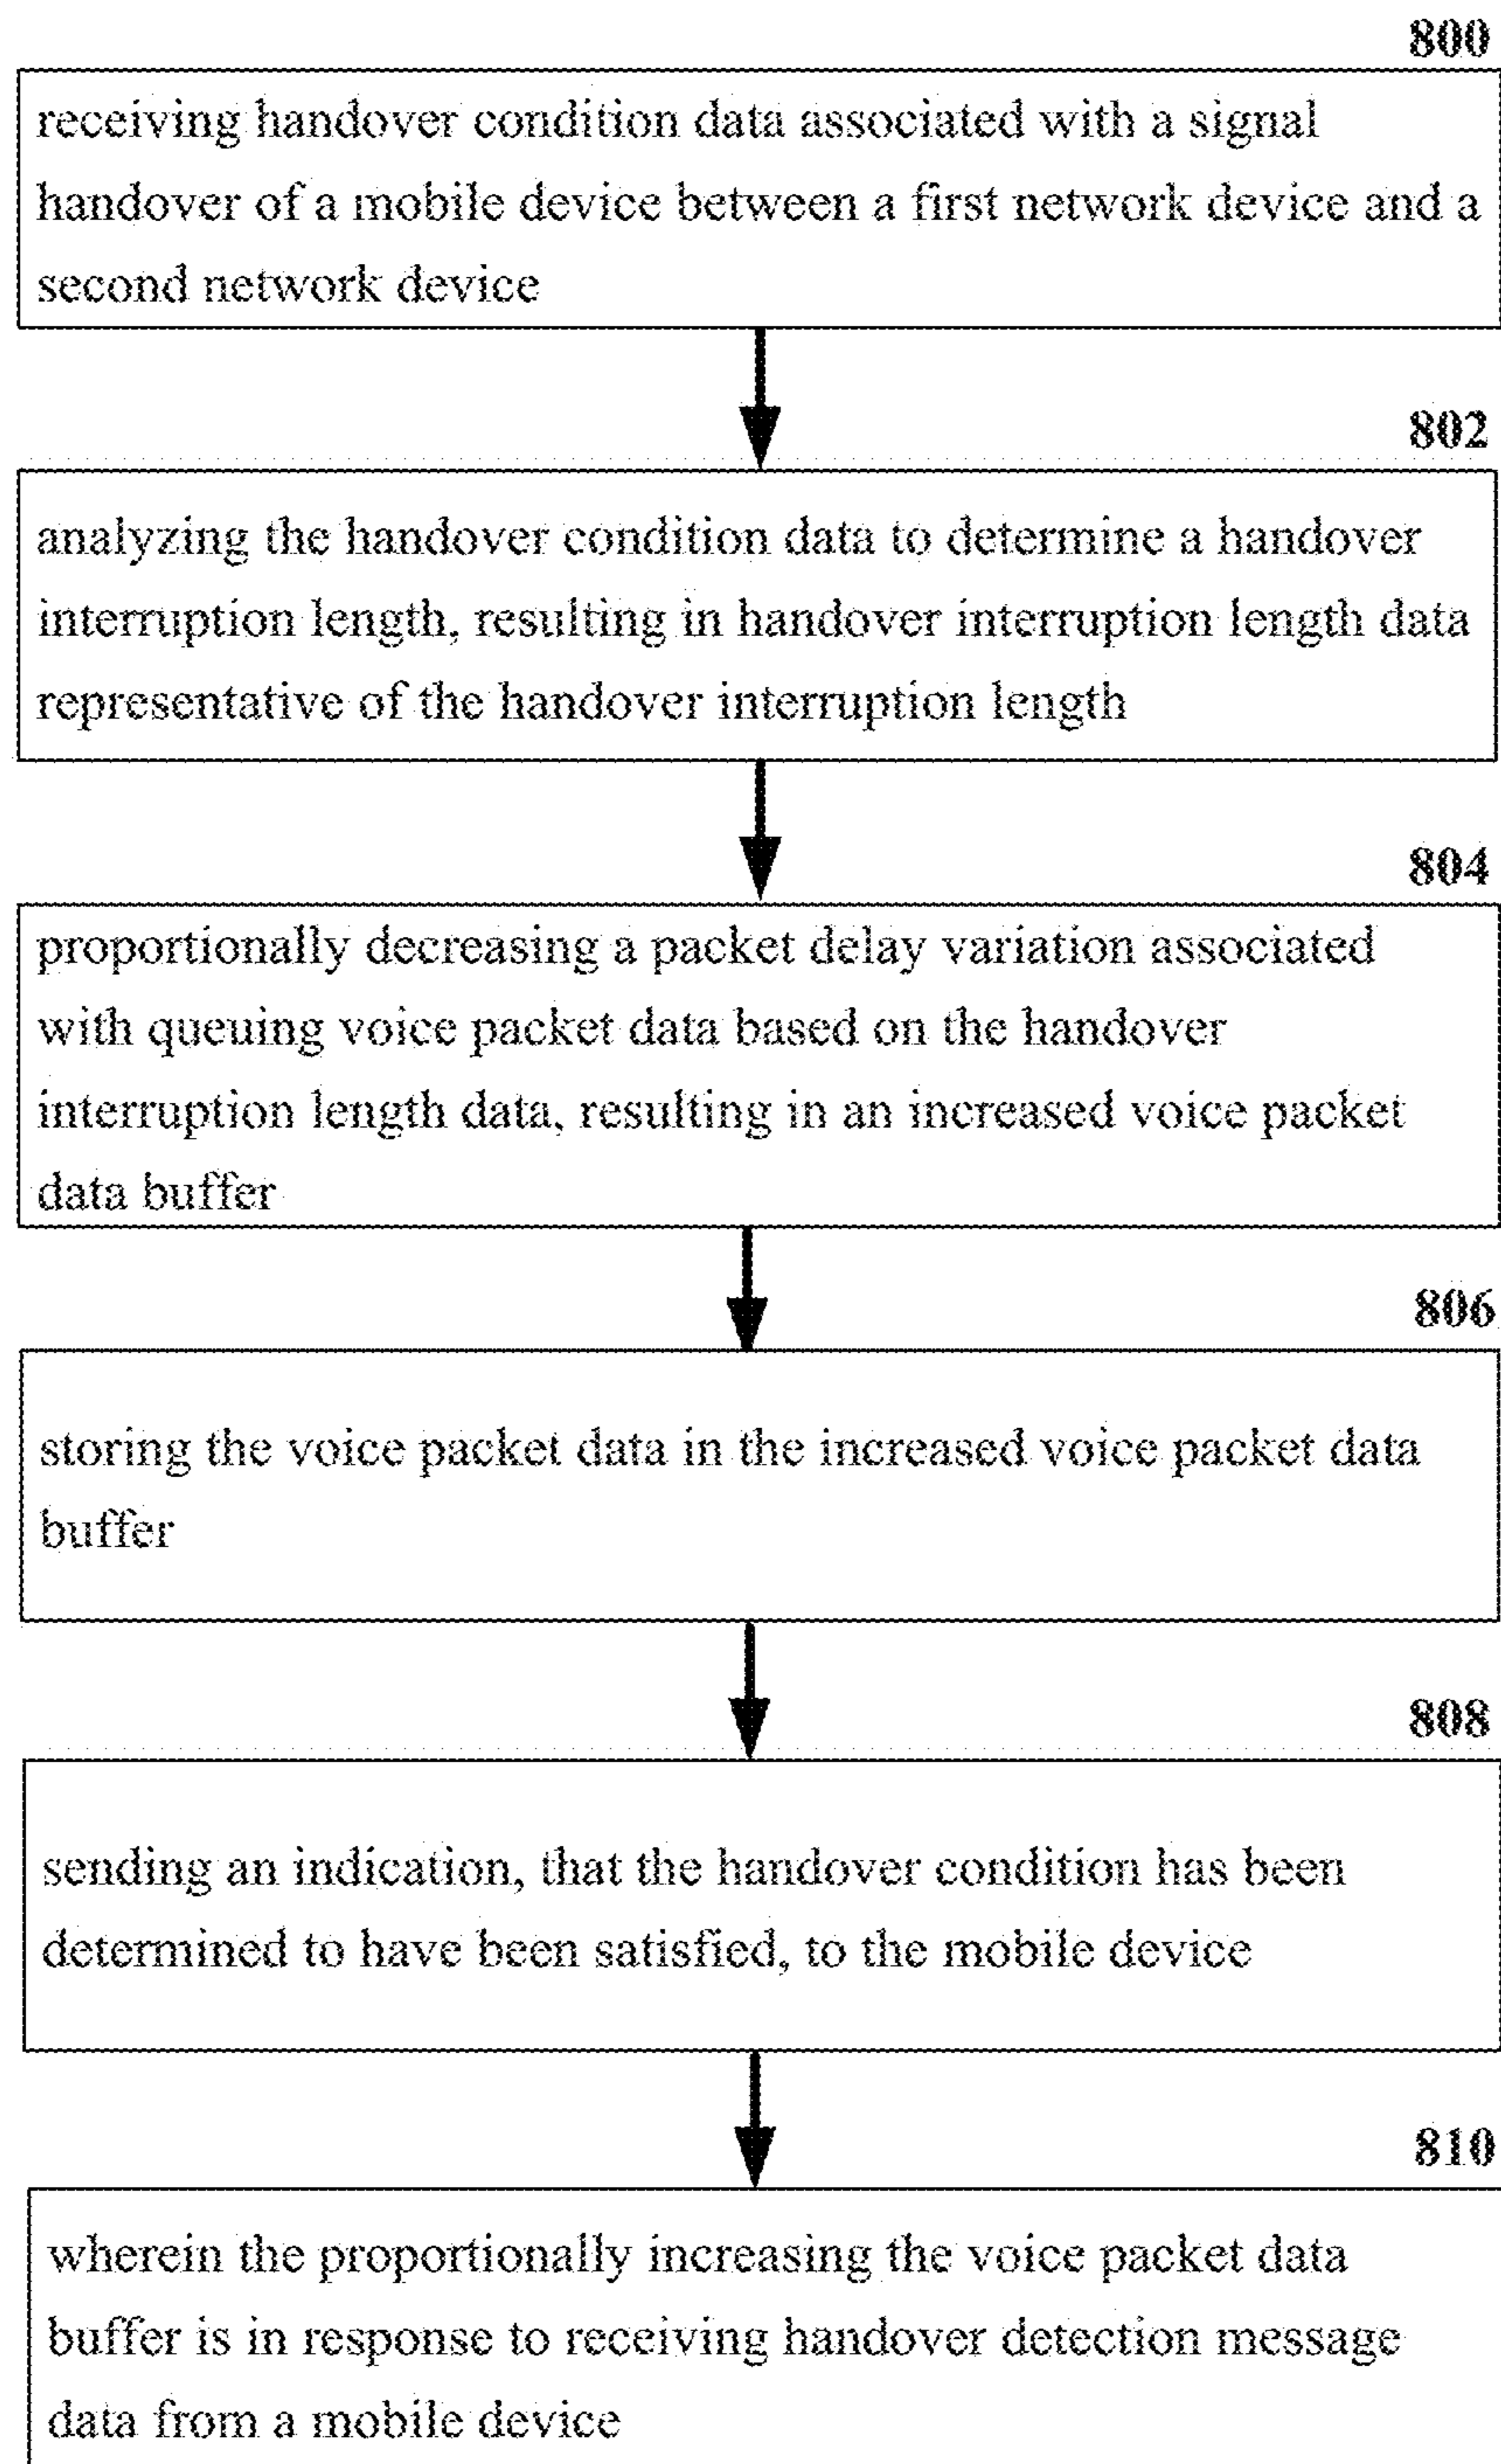 800
receiving handover condition data associated with a signal
handover of a mobile device between a first network device and a
second network device
802
analyzing the handover condition data to determine a handover
interruption length, resulting in handover interruption length data
representative of the handover interruption length
804
proportionally decreasing a packet delay variation associated
with queuing voice packet data based on the handover
interruption length data, resulting in an increased voice packet
data buffer
806
storing the voice packet data in the increased voice packet data
buffer
808
sending an indication, that the handover condition has been
determined to have been satisfied, to the mobile device
810
wherein the proportionally increasing the voice packet data
buffer is in response to receiving handover detection message
data from a mobile device